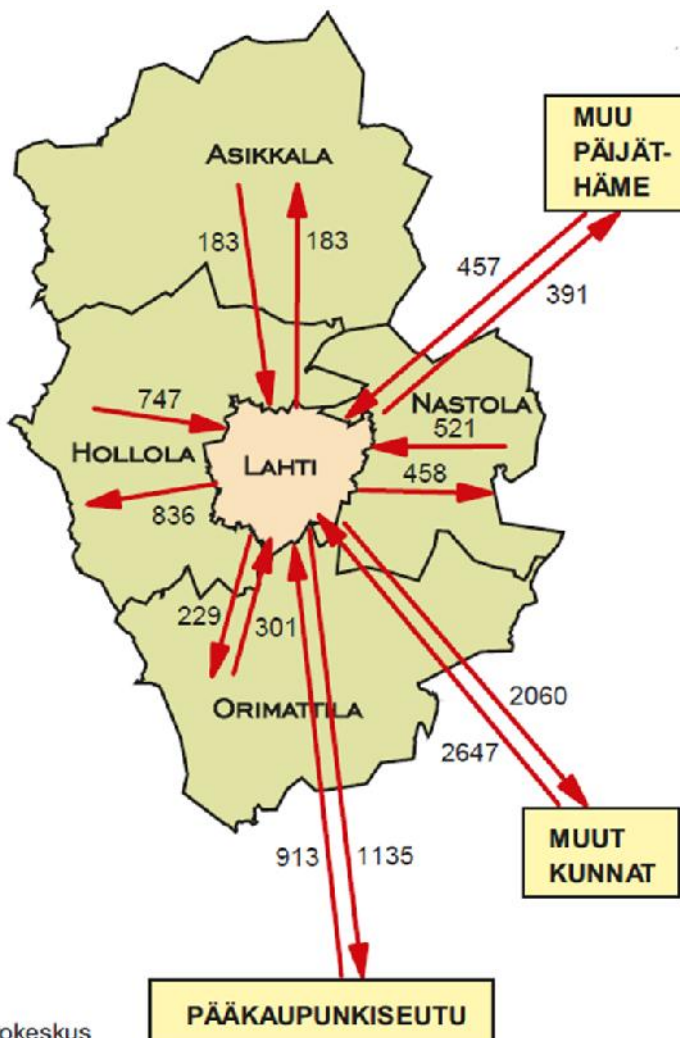 ASIKKALA
MUU
PÄIJÄT-
HÄME
183
183
457
391
747
NASTOLA
521
HOLLOLA
LAHTI
458
836
229
301
ORIMATTILA
2060
2647
913
1135
MUUT
KUNNAT
PÄÄKAUPUNKISEUTU
okeskus